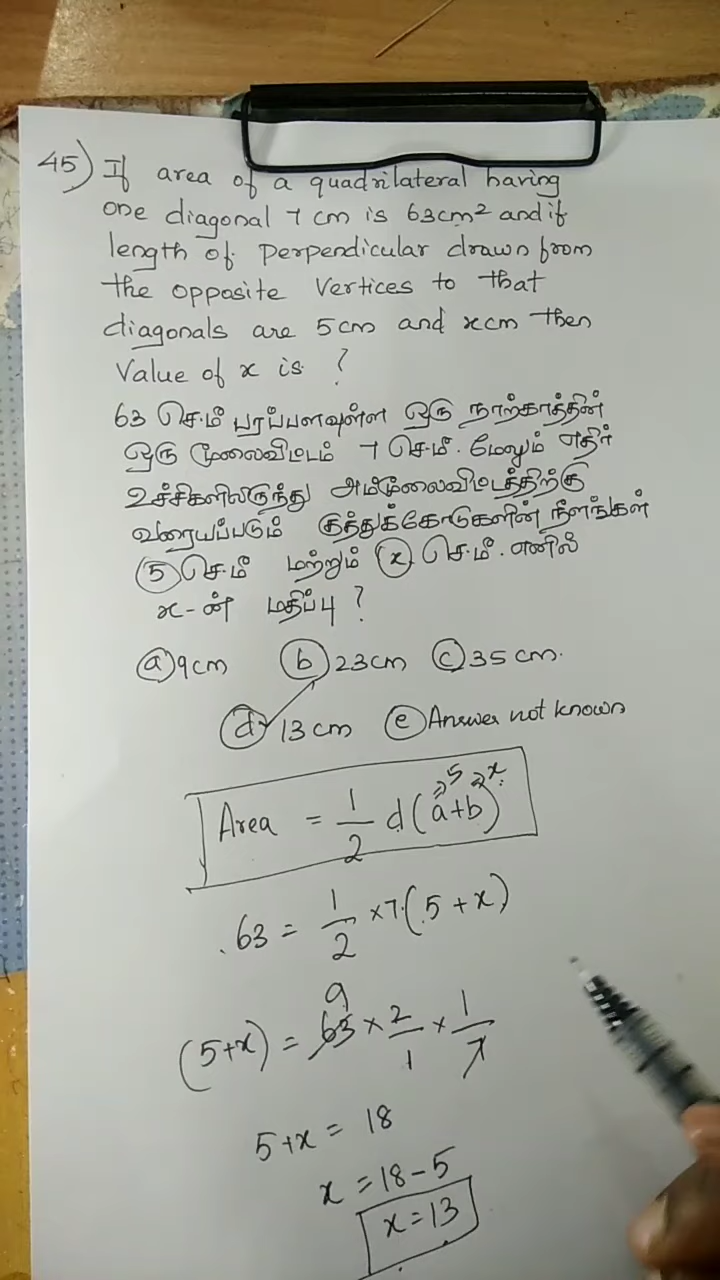 45) If area of a quadrilateral having
one diagonal 7 cm is 63cm² and if
length of perpendicular drawn from
the opposite vertices to that
diagonals are 5cm and xcm then
Value of x is ?
63 செ.மீ பரப்பளவுள்ள ஒரு நாற்கரத்தின்
ஒரு மூலைவிட்டம் 7 செ.மீ. மேலும் எதிர்
உச்சிகளிலிருந்து அம்மூலைவிட்டத்திற்கு
வரையப்படும் குத்துக்கோடுகளின் நீளங்கள்
5 செ.மீ மற்றும் x செ.மீ. எனில்
x-ன் மதிப்பு ?
a 9cm b 23cm c 35 cm.
d 13 cm e Answer not known
5 x
Area = 1/2 d(a+b)
63 = 1/2 ×7(5+x)
9
(5+x) = 63 × 2/1 × 1/7
5+x = 18
x = 18-5
x = 13